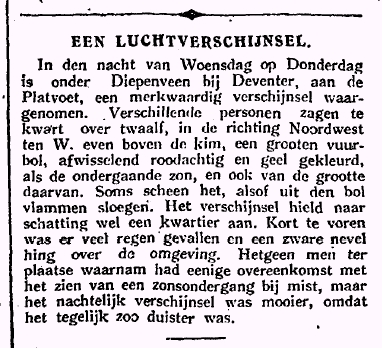 EEN LUCHTVERSCHIJNSEL.
In den nacht van Woensdag op Donderdag
is onder Diepenveen bij Deventer, aan de
Platvoet, een merkwaardig verschijnsel waar-
genomen. Verschillende personen zagen te
kwart over twaalf, in de richting Noordwest
ten W. even boven de kim, een grooten vuur-
bol, afwisselend roodachtig en geel gekleurd,
als de ondergaande zon, en ook van de grootte
daarvan. Soms scheen het, alsof uit den bol
vlammen sloegen. Het verschijnsel hield naar
schatting wel een kwartier aan. Kort te voren
was er veel regen gevallen en een zware nevel
hing over de omgeving. Hetgeen men ter
plaatse waarnam had eenige overeenkomst met
het zien van een zonsondergang bij mist, maar
het nachtelijk verschijnsel was mooier, omdat
het tegelijk zoo duister was.